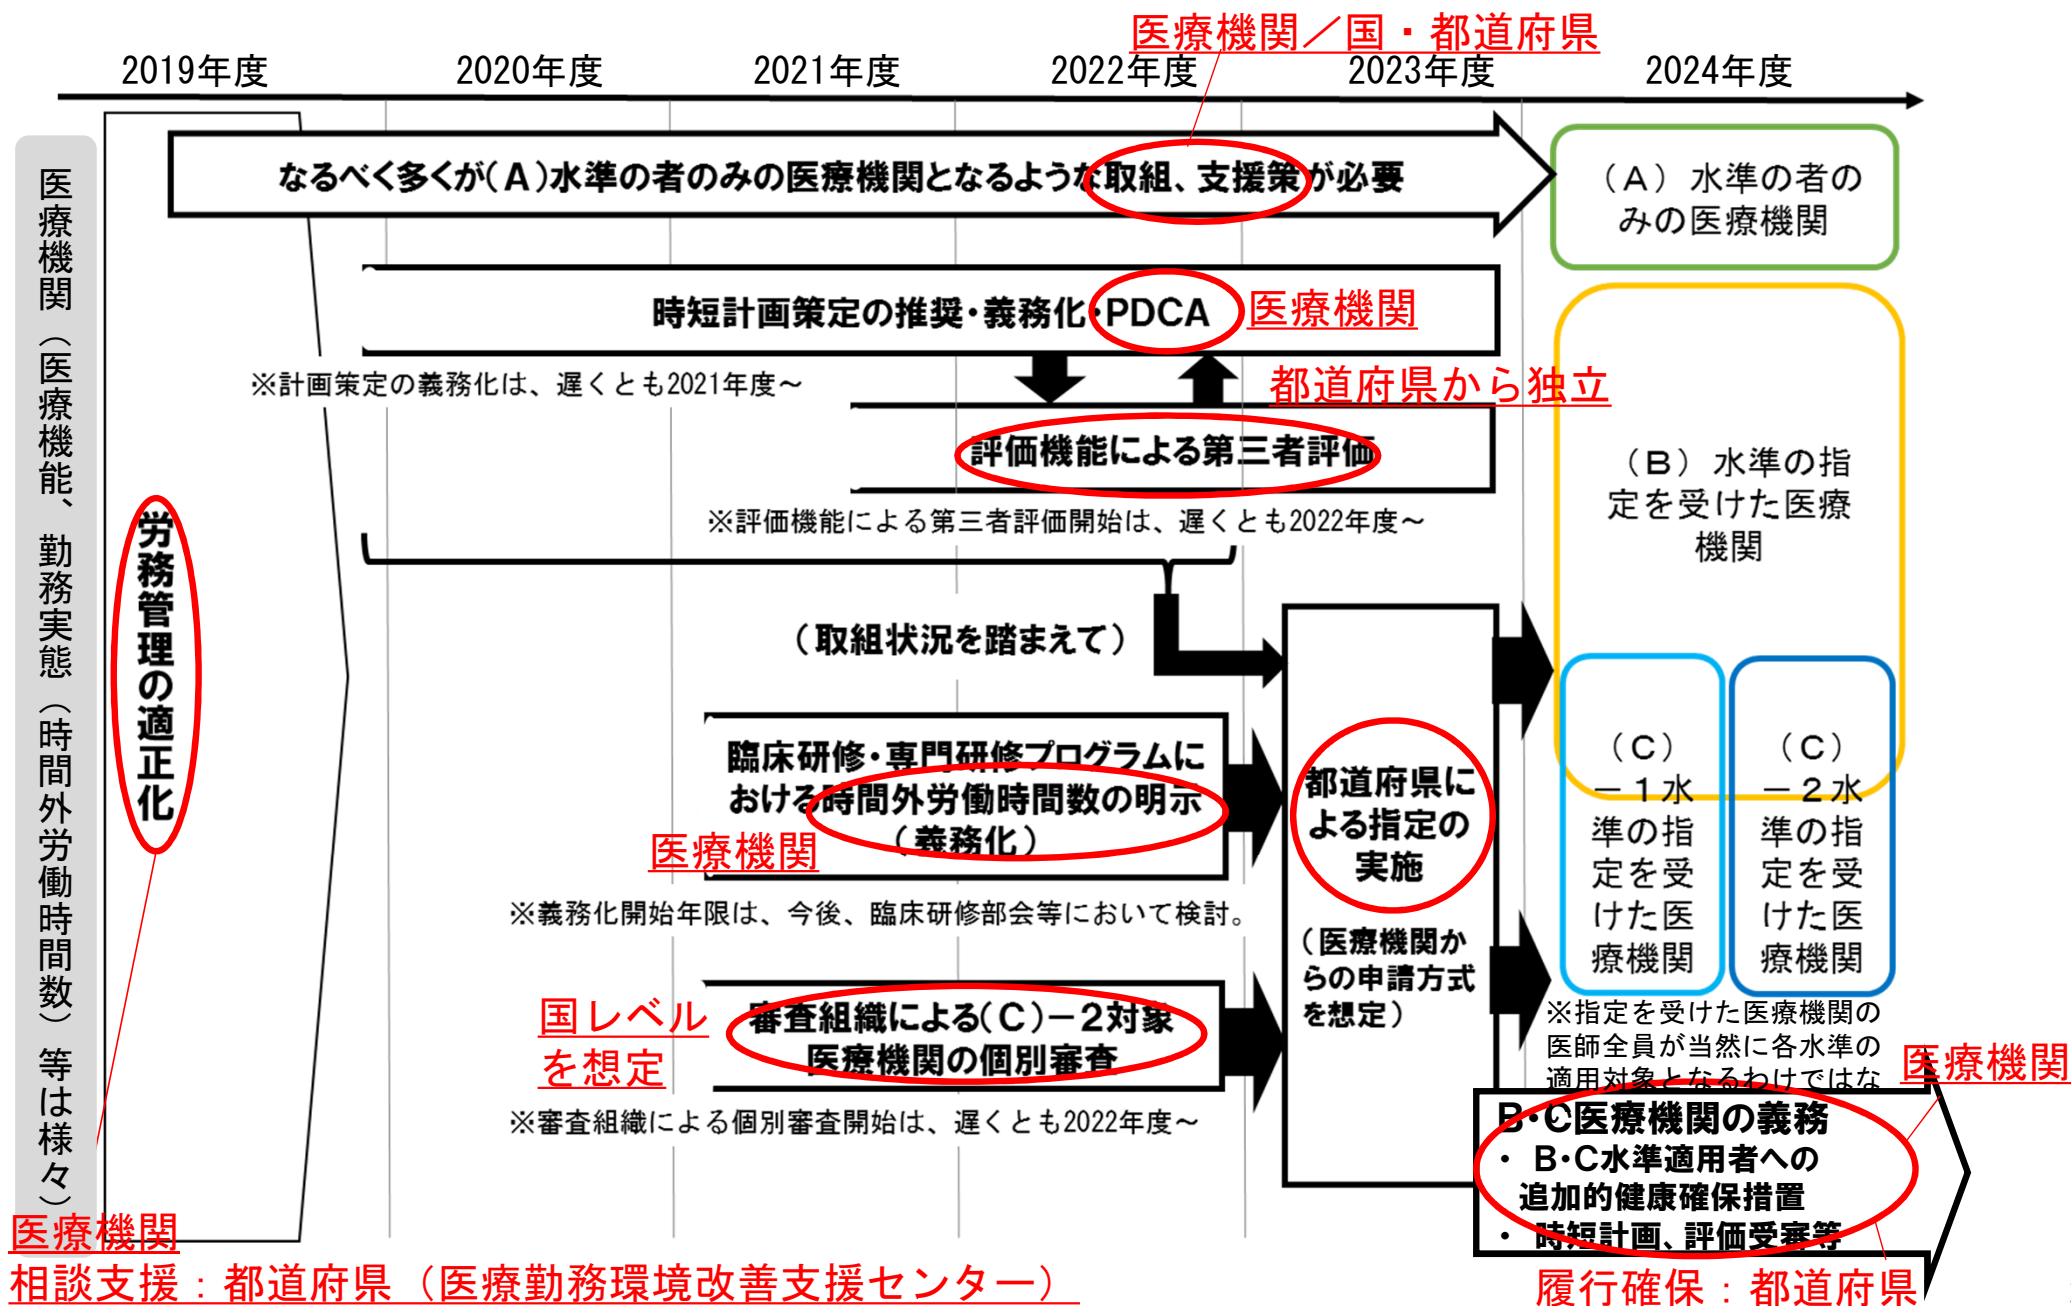 医療機関／国・都道府県
2019年度
2020年度
2021年度
2022年度
2023年度
2024年度
医療機関（医療機能、勤務実態（時間外労働時間数）等は様々）
労務管理の適正化
なるべく多くが（Ａ）水準の者のみの医療機関となるような取組、支援策が必要
（Ａ）水準の者の
みの医療機関
時短計画策定の推奨・義務化・PDCA
医療機関
※計画策定の義務化は、遅くとも2021年度～
都道府県から独立
評価機能による第三者評価
※評価機能による第三者評価開始は、遅くとも2022年度～
（Ｂ）水準の指
定を受けた医療
機関
（取組状況を踏まえて）
臨床研修・専門研修プログラムに
おける時間外労働時間数の明示
（義務化）
医療機関
※義務化開始年限は、今後、臨床研修部会等において検討。
国レベル
を想定
審査組織による（Ｃ）－２対象
医療機関の個別審査
※審査組織による個別審査開始は、遅くとも2022年度～
都道府県に
よる指定の
実施
（医療機関か
らの申請方式
を想定）
（Ｃ）
－１水
準の指
定を受
けた医
療機関
（Ｃ）
－２水
準の指
定を受
けた医
療機関
※指定を受けた医療機関の
医師全員が当然に各水準の
適用対象となるわけではな
医療機関
B・C医療機関の義務
・ B・C水準適用者への
追加的健康確保措置
・ 時短計画、評価受審等
医療機関
相談支援：都道府県（医療勤務環境改善支援センター）
履行確保：都道府県